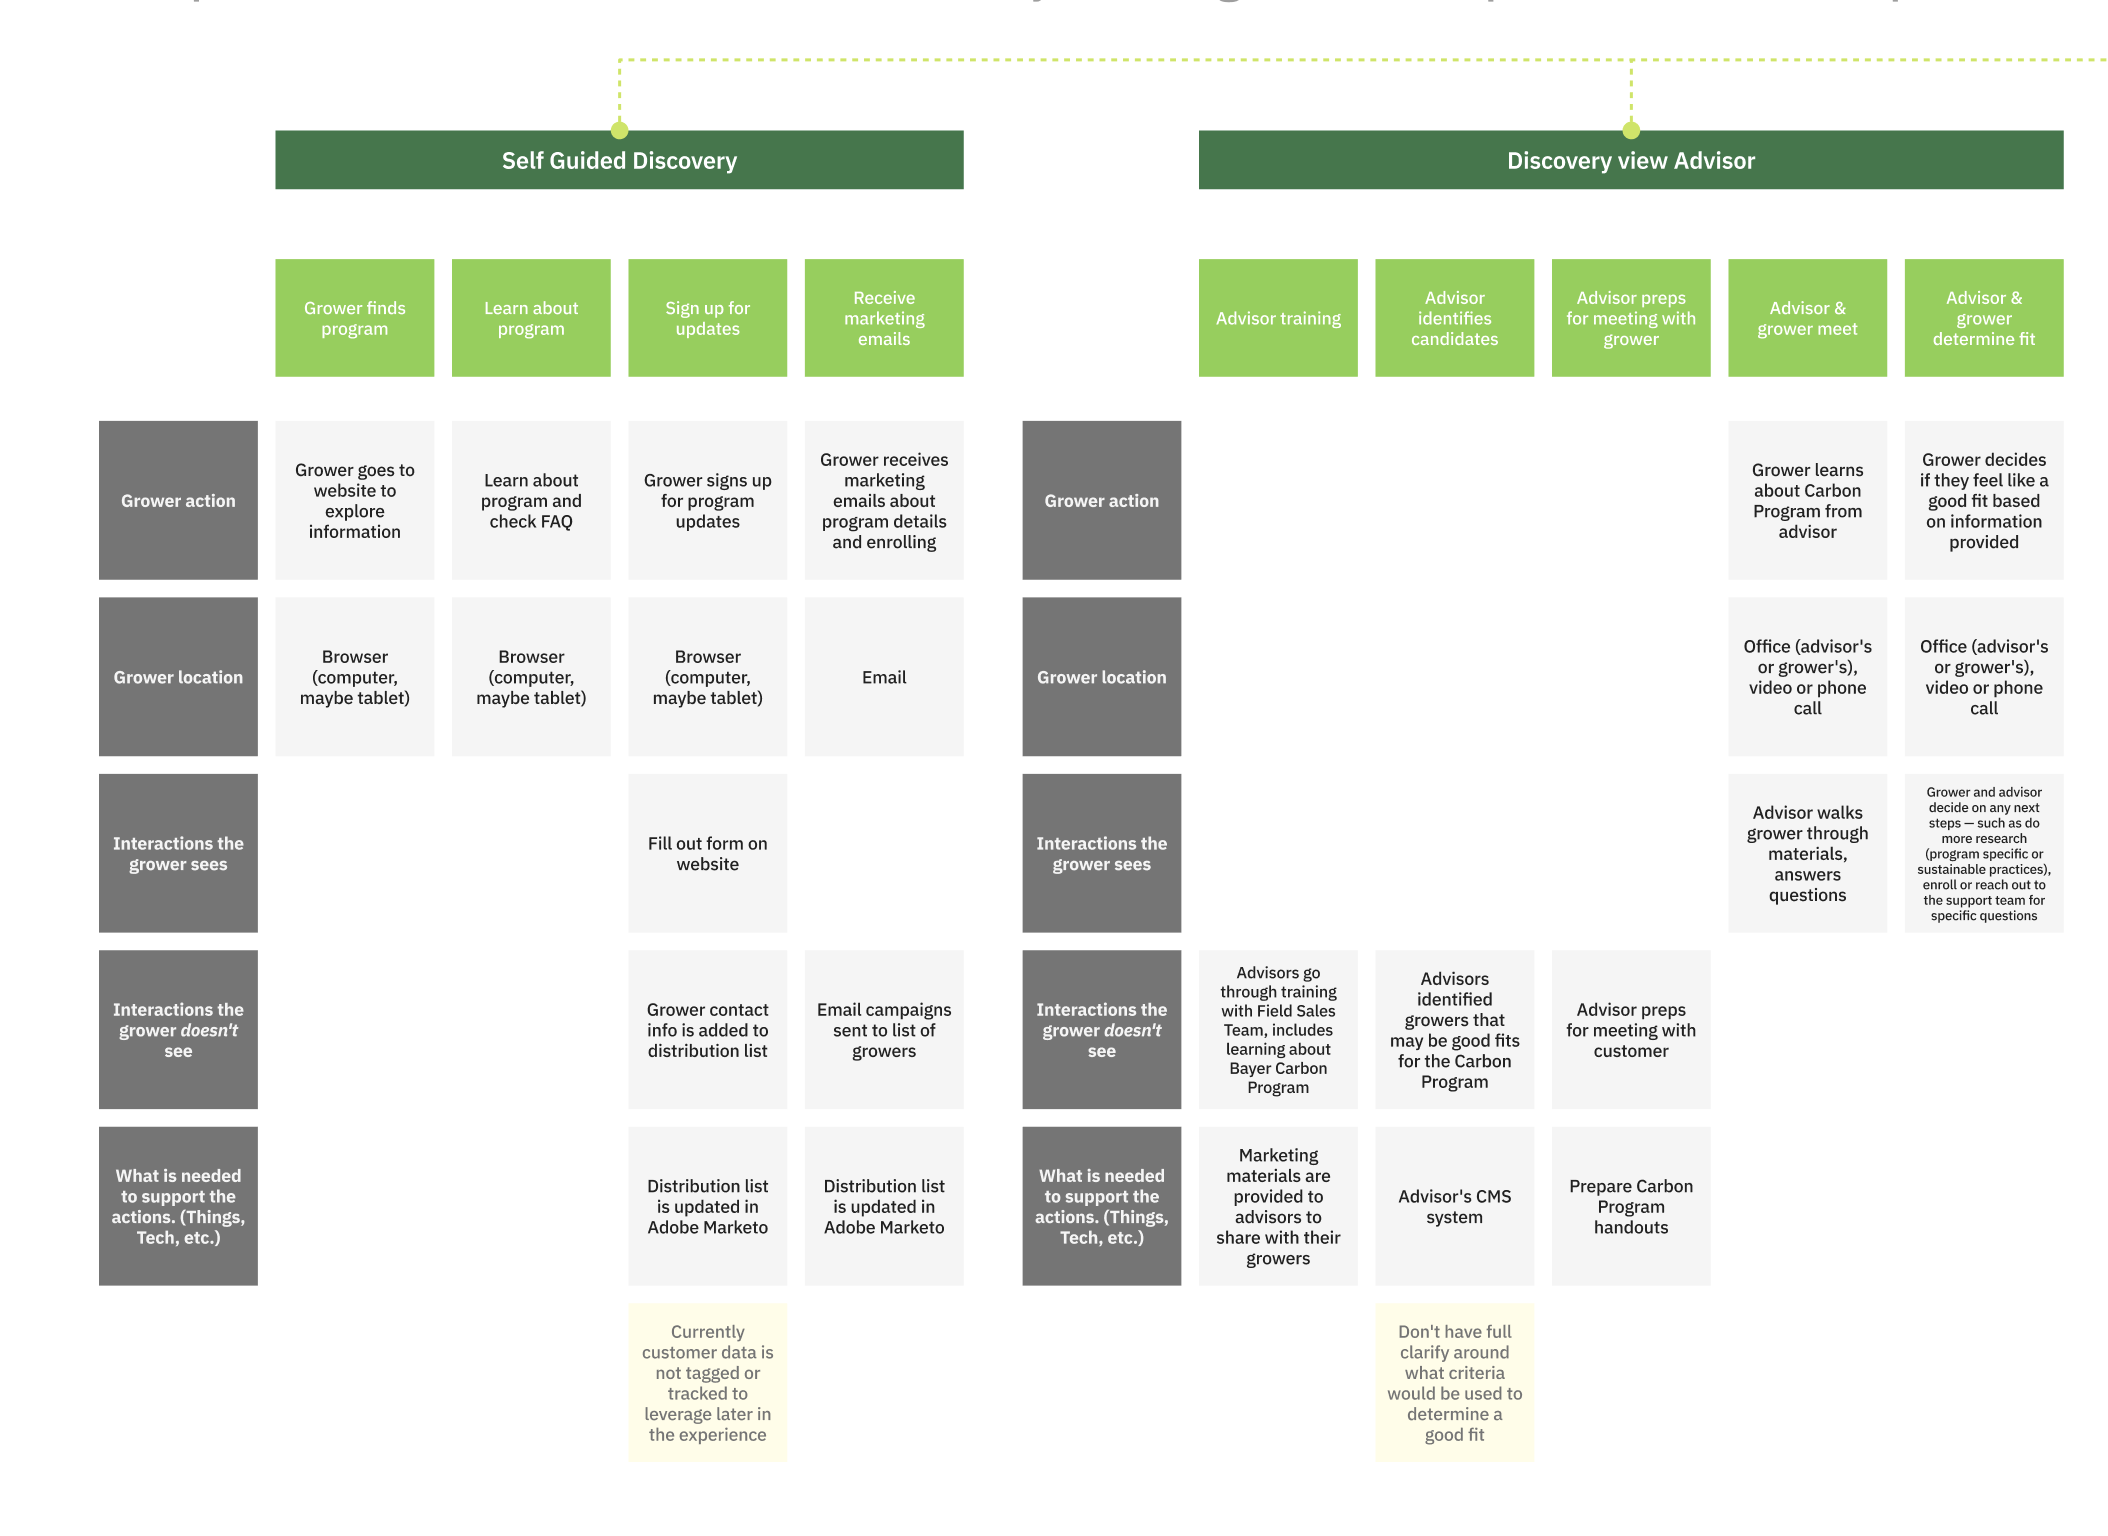 Self Guided Discovery
Grower finds
program
Learn about
program
Sign up for
updates
Receive
marketing
emails
Grower action
Grower goes to
website to
explore
information
Learn about
program and
check FAQ
Grower signs up
for program
updates
Grower receives
marketing
emails about
program details
and enrolling
Grower location
Browser
(computer,
maybe tablet)
Browser
(computer,
maybe tablet)
Browser
(computer,
maybe tablet)
Email
Interactions the
grower sees
Fill out form on
website
Interactions the
grower doesn't
see
Grower contact
info is added to
distribution list
Email campaigns
sent to list of
growers
What is needed
to support the
actions. (Things,
Tech, etc.)
Distribution list
is updated in
Adobe Marketo
Distribution list
is updated in
Adobe Marketo
Currently
customer data is
not tagged or
tracked to
leverage later in
the experience
Discovery view Advisor
Advisor training
Advisor
identifies
candidates
Advisor preps
for meeting with
grower
Advisor &
grower meet
Advisor &
grower
determine fit
Grower action
Grower learns
about Carbon
Program from
advisor
Grower decides
if they feel like a
good fit based
on information
provided
Grower location
Office (advisor's
or grower's),
video or phone
call
Office (advisor's
or grower's),
video or phone
call
Interactions the
grower sees
Advisor walks
grower through
materials,
answers
questions
Grower and advisor
decide on any next
steps — such as do
more research
(program specific or
sustainable practices),
enroll or reach out to
the support team for
specific questions
Interactions the
grower doesn't
see
Advisors go
through training
with Field Sales
Team, includes
learning about
Bayer Carbon
Program
Advisors
identified
growers that
may be good fits
for the Carbon
Program
Advisor preps
for meeting with
customer
What is needed
to support the
actions. (Things,
Tech, etc.)
Marketing
materials are
provided to
advisors to
share with their
growers
Advisor's CMS
system
Prepare Carbon
Program
handouts
Don't have full
clarify around
what criteria
would be used to
determine a
good fit